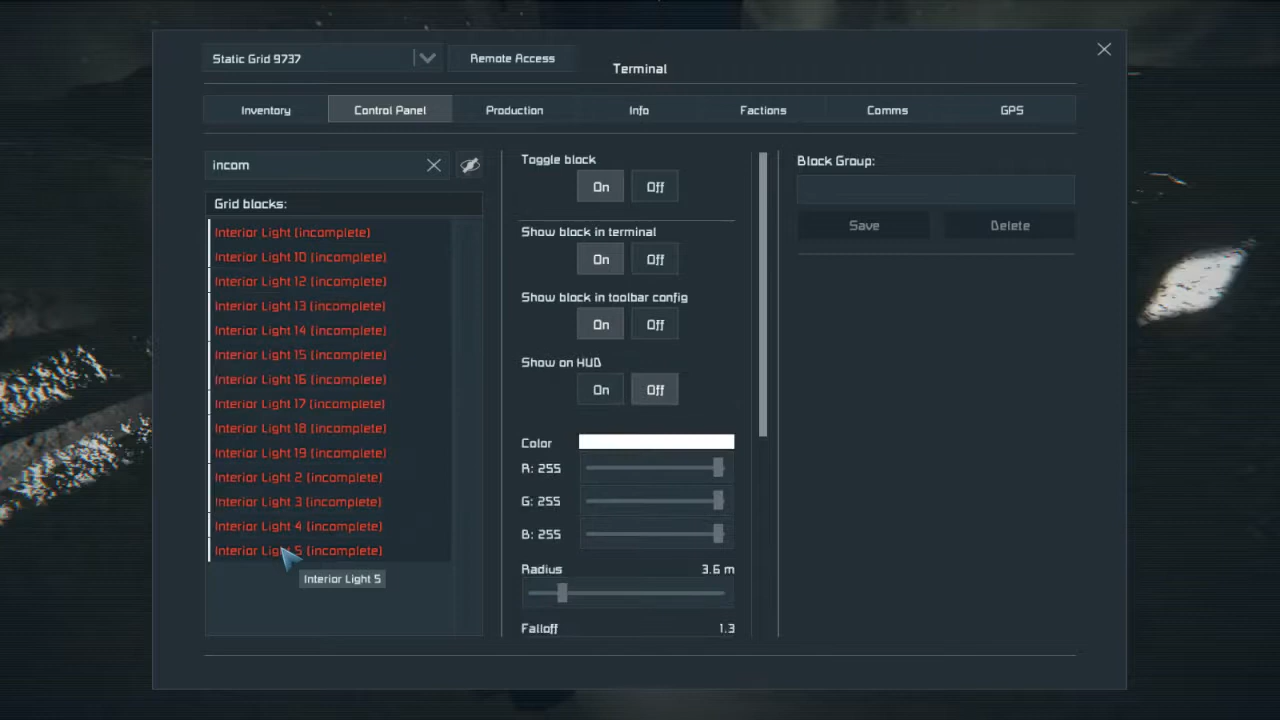 Static Grid 9737
Remote Access
Terminal
Inventory
Control Panel
Production
Info
Factions
Comms
GPS
incom
Grid blocks:
Interior Light (incomplete)
Interior Light 10 (incomplete)
Interior Light 12 (incomplete)
Interior Light 13 (incomplete)
Interior Light 14 (incomplete)
Interior Light 15 (incomplete)
Interior Light 16 (incomplete)
Interior Light 17 (incomplete)
Interior Light 18 (incomplete)
Interior Light 19 (incomplete)
Interior Light 2 (incomplete)
Interior Light 3 (incomplete)
Interior Light 4 (incomplete)
Interior Light 5 (incomplete)
Interior Light 5
Toggle block
On Off
Show block in terminal
On Off
Show block in toolbar config
On Off
Show on HUD
On Off
Color
R: 255
G: 255
B: 255
Radius 3.6 m
Falloff 1.3
Block Group:
Save
Delete